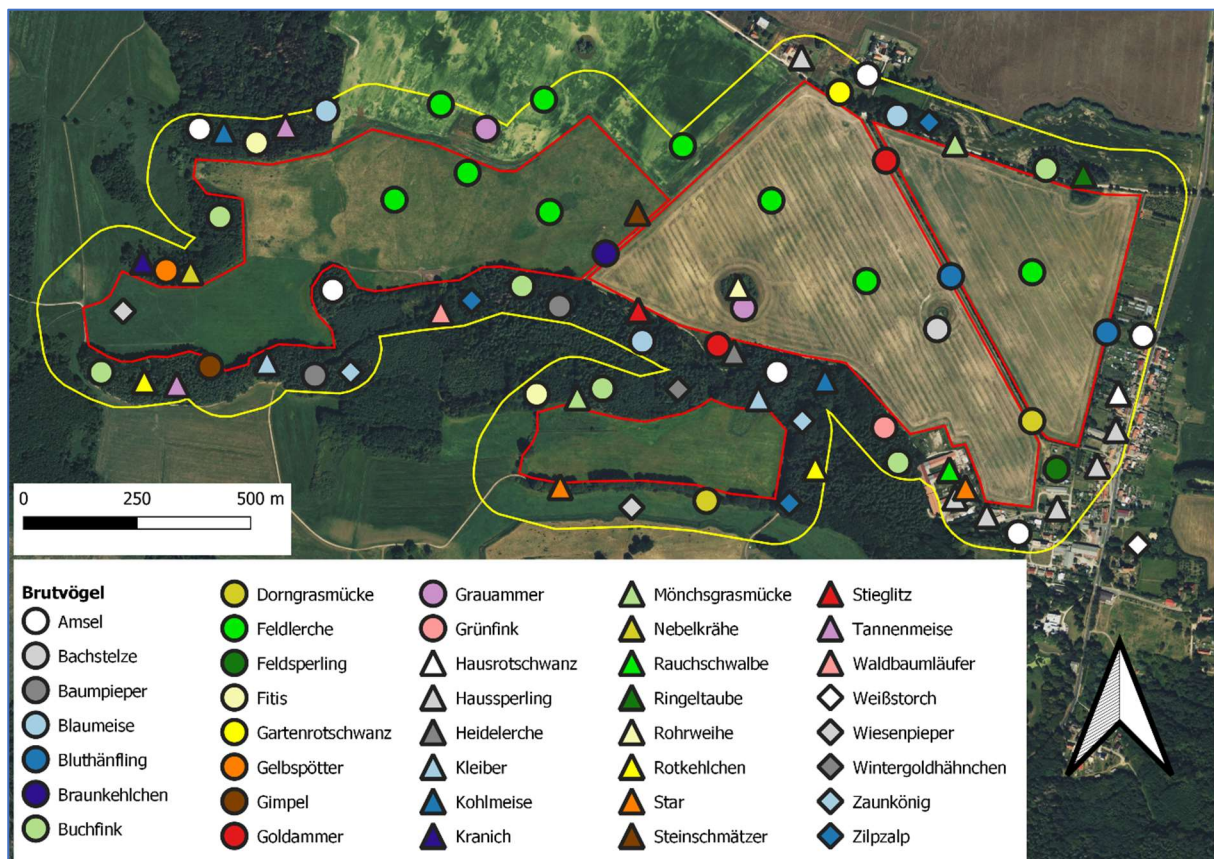 0 250 500 m
Brutvögel
Amsel
Bachstelze
Baumpieper
Blaumeise
Bluthänfling
Braunkehlchen
Buchfink
Dorngrasmücke
Feldlerche
Feldsperling
Fitis
Gartenrotschwanz
Gelbspötter
Gimpel
Goldammer
Grauammer
Grünfink
Hausrotschwanz
Haussperling
Heidelerche
Kleiber
Kohlmeise
Kranich
Mönchsgrasmücke
Nebelkrähe
Rauchschwalbe
Ringeltaube
Rohrweihe
Rotkehlchen
Star
Steinschmätzer
Stieglitz
Tannenmeise
Waldbaumläufer
Weißstorch
Wiesenpieper
Wintergoldhähnchen
Zaunkönig
Zilpzalp